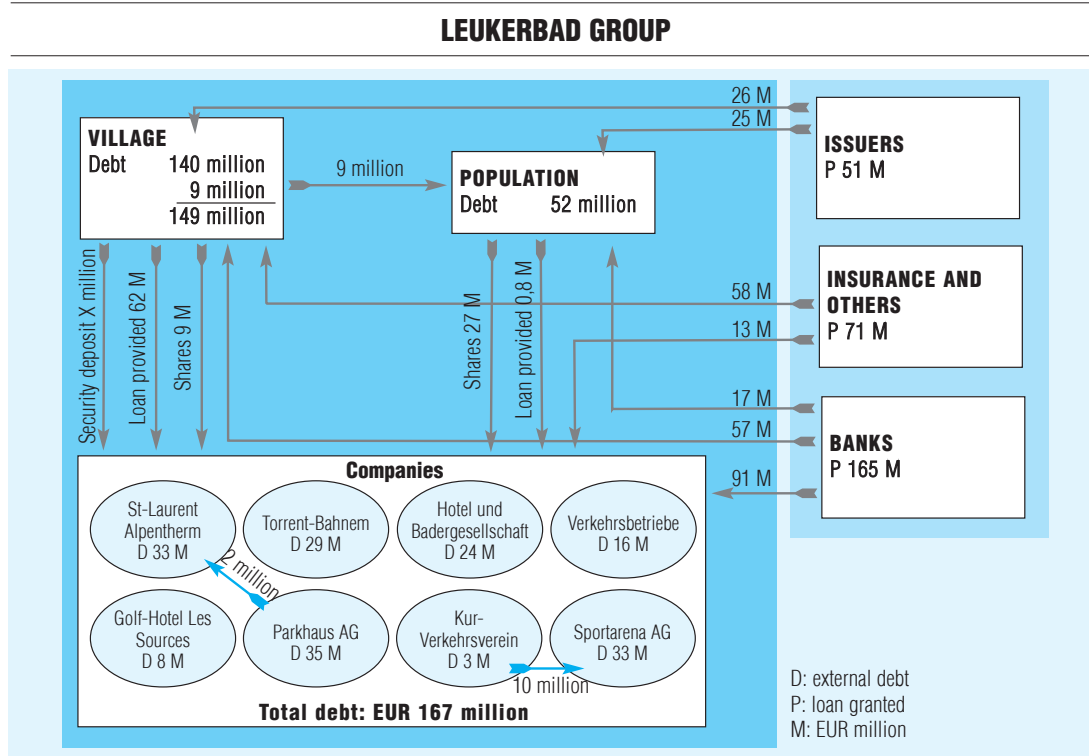 LEUKERBAD GROUP
VILLAGE
Debt 140 million
9 million
149 million
9 million
POPULATION
Debt 52 million
26 M
25 M
ISSUERS
P 51 M
58 M
13 M
INSURANCE AND
OTHERS
P 71 M
17 M
57 M
91 M
BANKS
P 165 M
Security deposit X million
Loan provided 62 M
Shares 9 M
Shares 27 M
Loan provided 0,8 M
Companies
St-Laurent
Alpentherm
D 33 M
Torrent-Bahnem
D 29 M
Hotel und
Badergesellschaft
D 24 M
Verkehrsbetriebe
D 16 M
2 million
Golf-Hotel Les
Sources
D 8 M
Parkhaus AG
D 35 M
Kur-
Verkehrsverein
D 3 M
Sportarena AG
D 33 M
10 million
Total debt: EUR 167 million
D: external debt
P: loan granted
M: EUR million